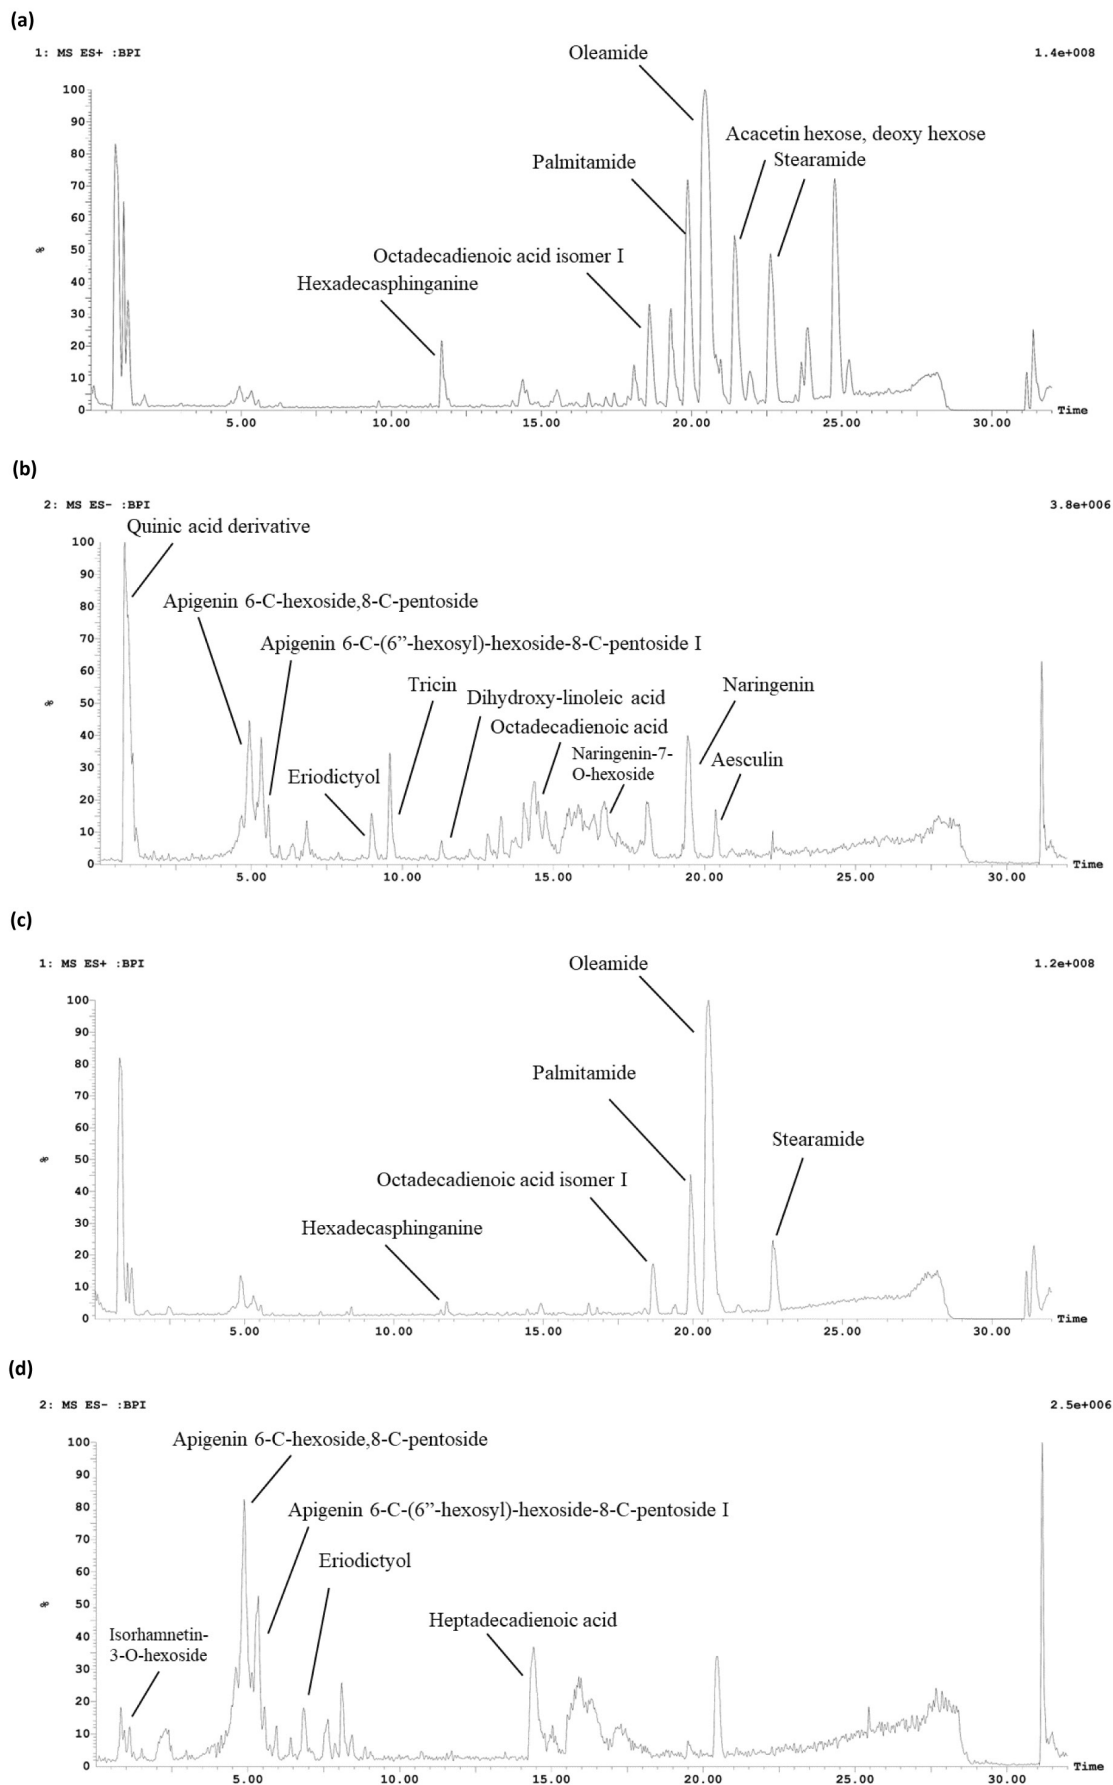 (a)
1: MS ES+ :BPI
1.4e+008
Oleamide
Acacetin hexose, deoxy hexose
Palmitamide
Stearamide
Octadecadienoic acid isomer I
Hexadecasphinganine
100
90
80
70
60
50
40
30
20
10
0
%
5.00 10.00 15.00 20.00 25.00 30.00
Time
(b)
2: MS ES- :BPI
3.8e+006
Quinic acid derivative
Apigenin 6-C-hexoside,8-C-pentoside
Apigenin 6-C-(6”-hexosyl)-hexoside-8-C-pentoside I
Tricin
Dihydroxy-linoleic acid
Naringenin
Octadecadienoic acid
Naringenin-7-
O-hexoside
Aesculin
Eriodictyol
100
90
80
70
60
50
40
30
20
10
0
%
5.00 10.00 15.00 20.00 25.00 30.00
Time
(c)
1: MS ES+ :BPI
1.2e+008
Oleamide
Palmitamide
Stearamide
Octadecadienoic acid isomer I
Hexadecasphinganine
100
90
80
70
60
50
40
30
20
10
0
%
5.00 10.00 15.00 20.00 25.00 30.00
Time
(d)
2: MS ES- :BPI
2.5e+006
Apigenin 6-C-hexoside,8-C-pentoside
Apigenin 6-C-(6”-hexosyl)-hexoside-8-C-pentoside I
Eriodictyol
Heptadecadienoic acid
Isorhamnetin-
3-O-hexoside
100
90
80
70
60
50
40
30
20
10
0
%
5.00 10.00 15.00 20.00 25.00 30.00
Time